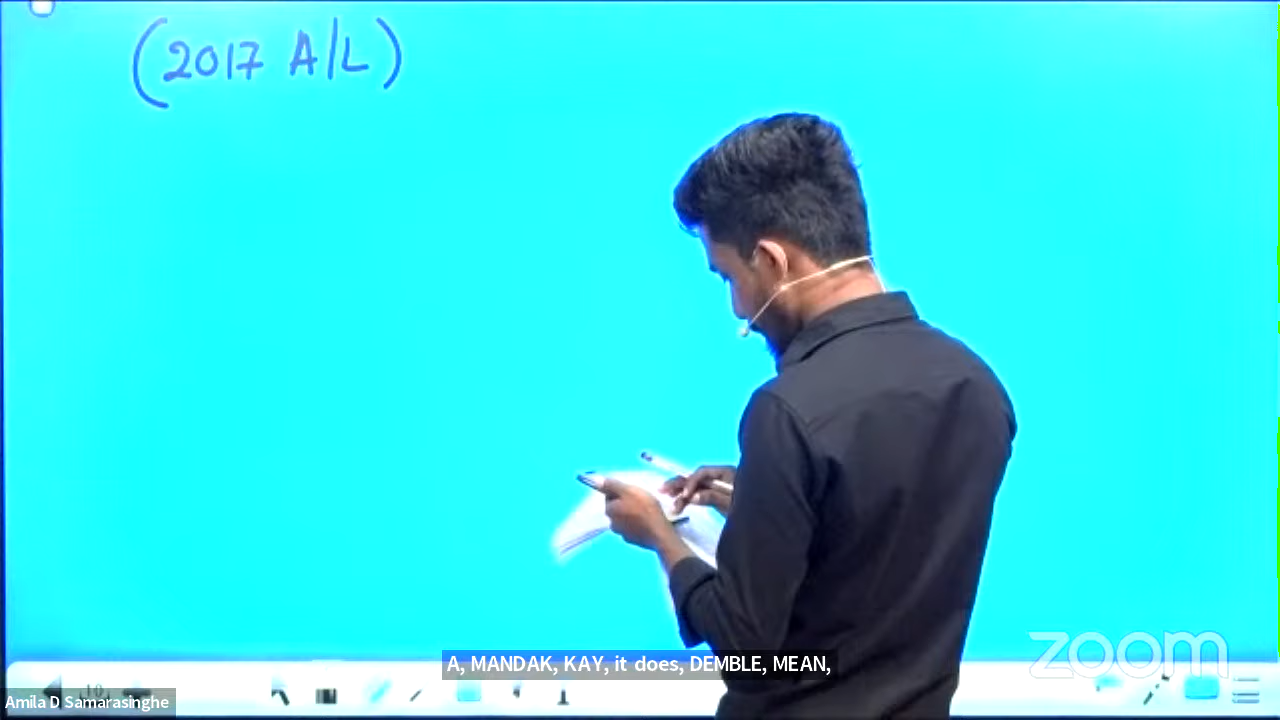 (2017 A/L)
zoom
A, MANDAK, KAY, it does, DEMBLE, MEAN,
Amila D Samarasinghe